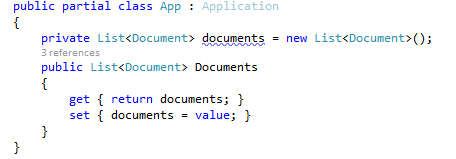 public partial class App : Application
{
    private List<Document> documents = new List<Document>();
    3 references
    public List<Document> Documents
    {
        get { return documents; }
        set { documents = value; }
    }
}